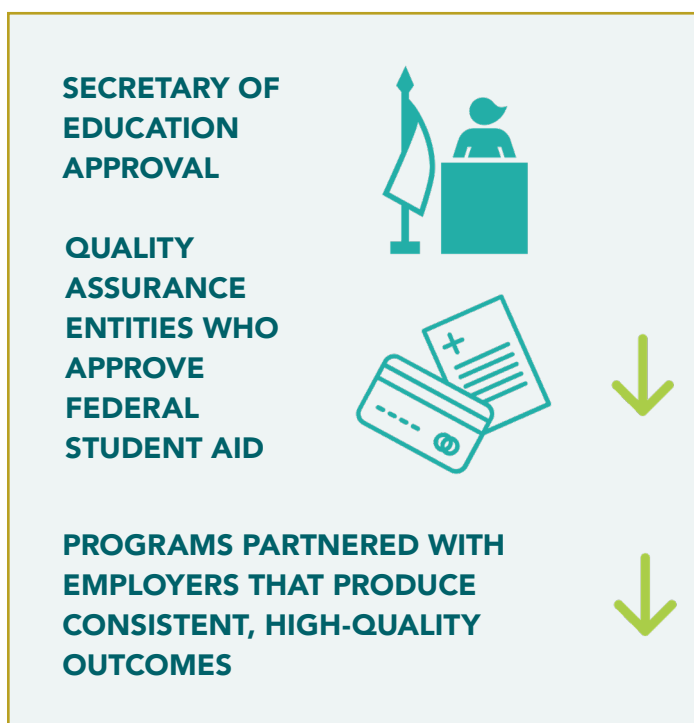 SECRETARY OF
EDUCATION
APPROVAL
QUALITY
ASSURANCE
ENTITIES WHO
APPROVE
FEDERAL
STUDENT AID
PROGRAMS PARTNERED WITH
EMPLOYERS THAT PRODUCE
CONSISTENT, HIGH-QUALITY
OUTCOMES